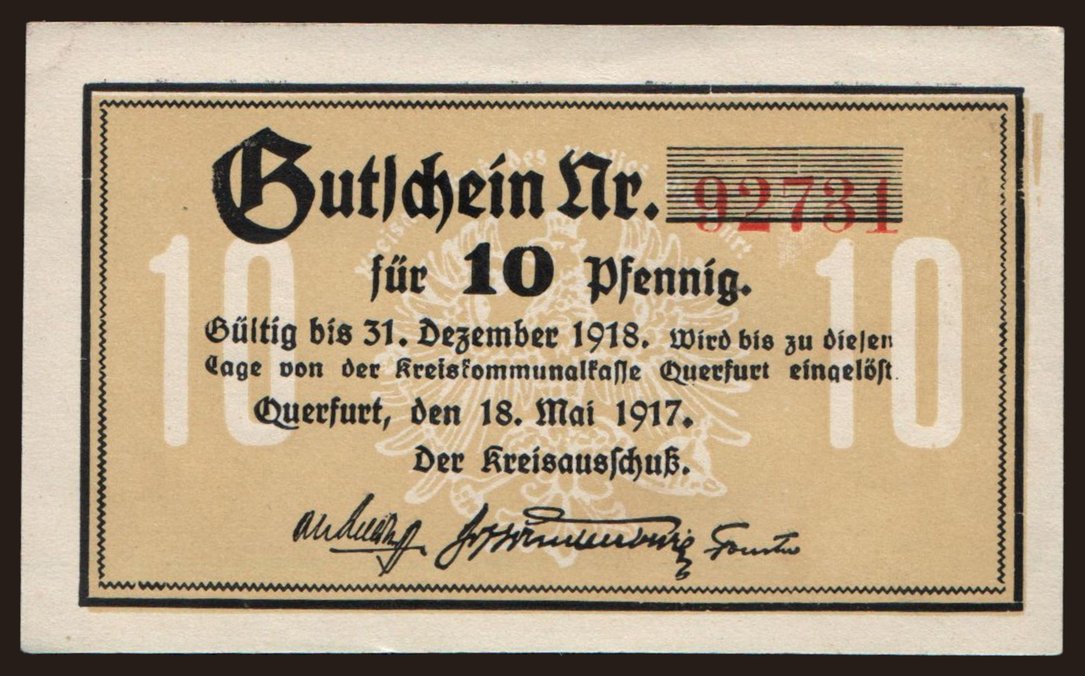 Gutschein Nr. 92731
für 10 Pfennig.
10 10
Gültig bis 31. Dezember 1918. Wird bis zu diesen
Tage von der Kreiskommunalkasse Querfurt eingelöst.
Querfurt, den 18. Mai 1917.
Der Kreisausschuß.